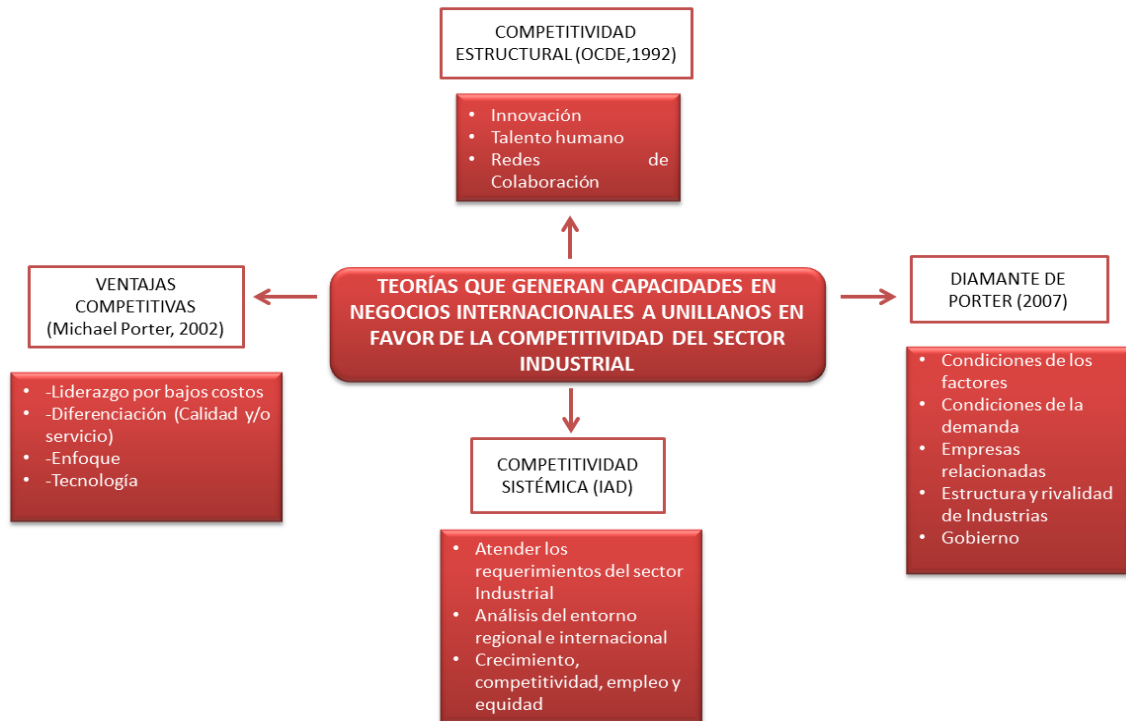 COMPETITIVIDAD
ESTRUCTURAL (OCDE,1992)
• Innovación
• Talento humano
• Redes de
Colaboración
VENTAJAS
COMPETITIVAS
(Michael Porter, 2002)
• -Liderazgo por bajos costos
• -Diferenciación (Calidad y/o
servicio)
• -Enfoque
• -Tecnología
TEORÍAS QUE GENERAN CAPACIDADES EN
NEGOCIOS INTERNACIONALES A UNILLANOS EN
FAVOR DE LA COMPETITIVIDAD DEL SECTOR
INDUSTRIAL
DIAMANTE DE
PORTER (2007)
• Condiciones de los
factores
• Condiciones de la
demanda
• Empresas
relacionadas
• Estructura y rivalidad
de Industrias
• Gobierno
COMPETITIVIDAD
SISTÉMICA (IAD)
• Atender los
requerimientos del sector
Industrial
• Análisis del entorno
regional e internacional
• Crecimiento,
competitividad, empleo y
equidad